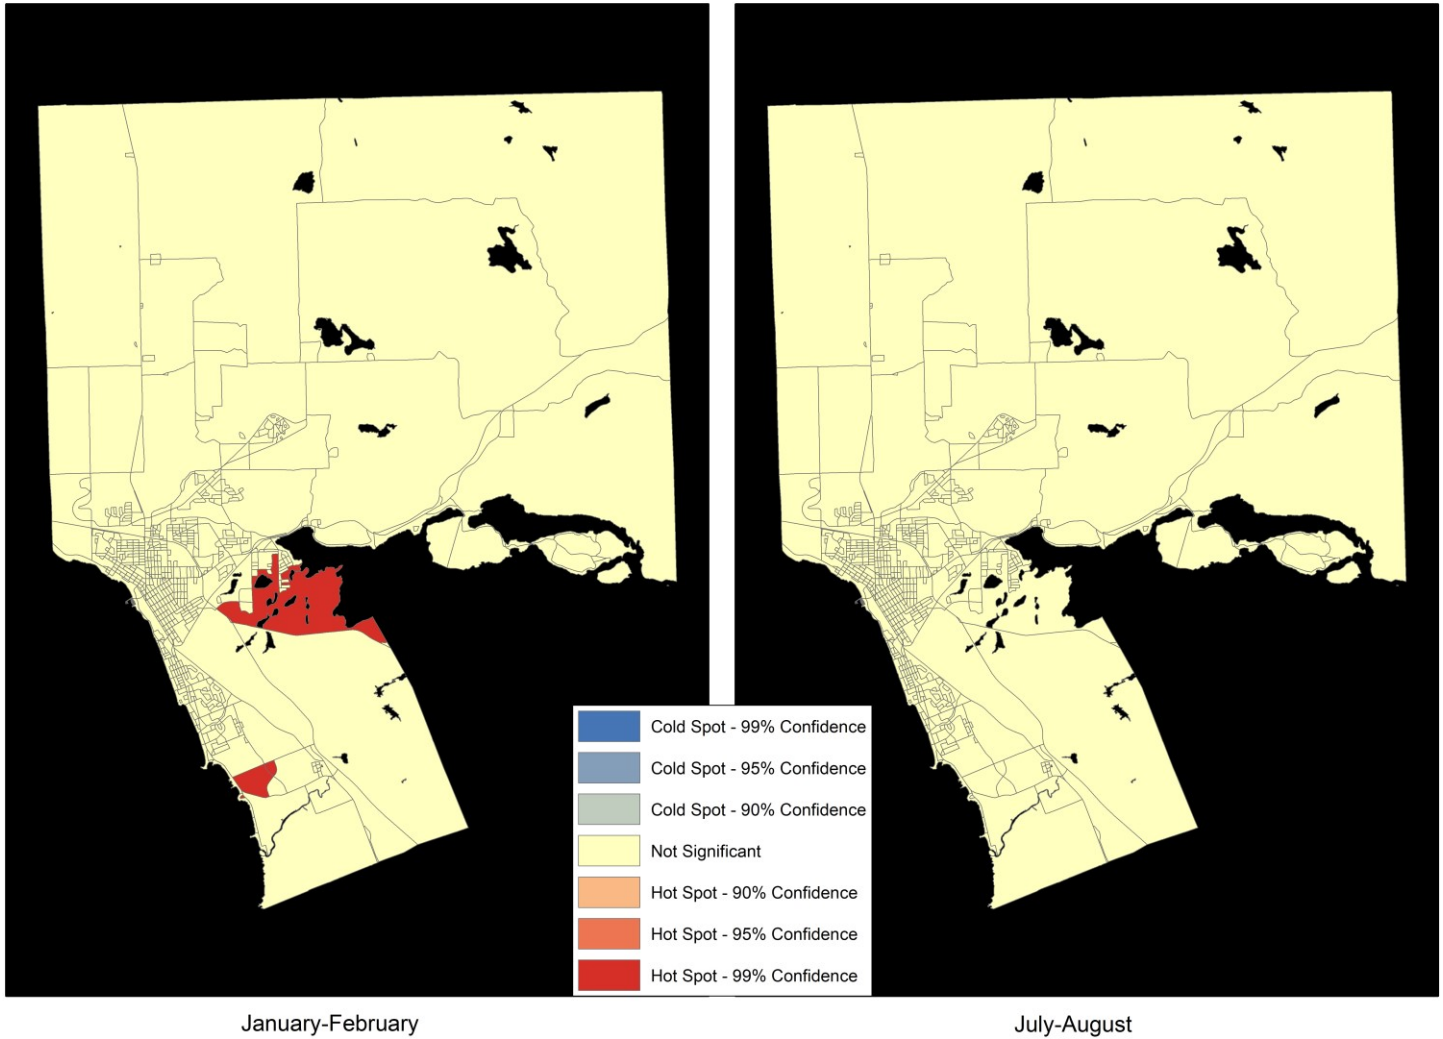 Cold Spot - 99% Confidence
Cold Spot - 95% Confidence
Cold Spot - 90% Confidence
Not Significant
Hot Spot - 90% Confidence
Hot Spot - 95% Confidence
Hot Spot - 99% Confidence
January-February
July-August